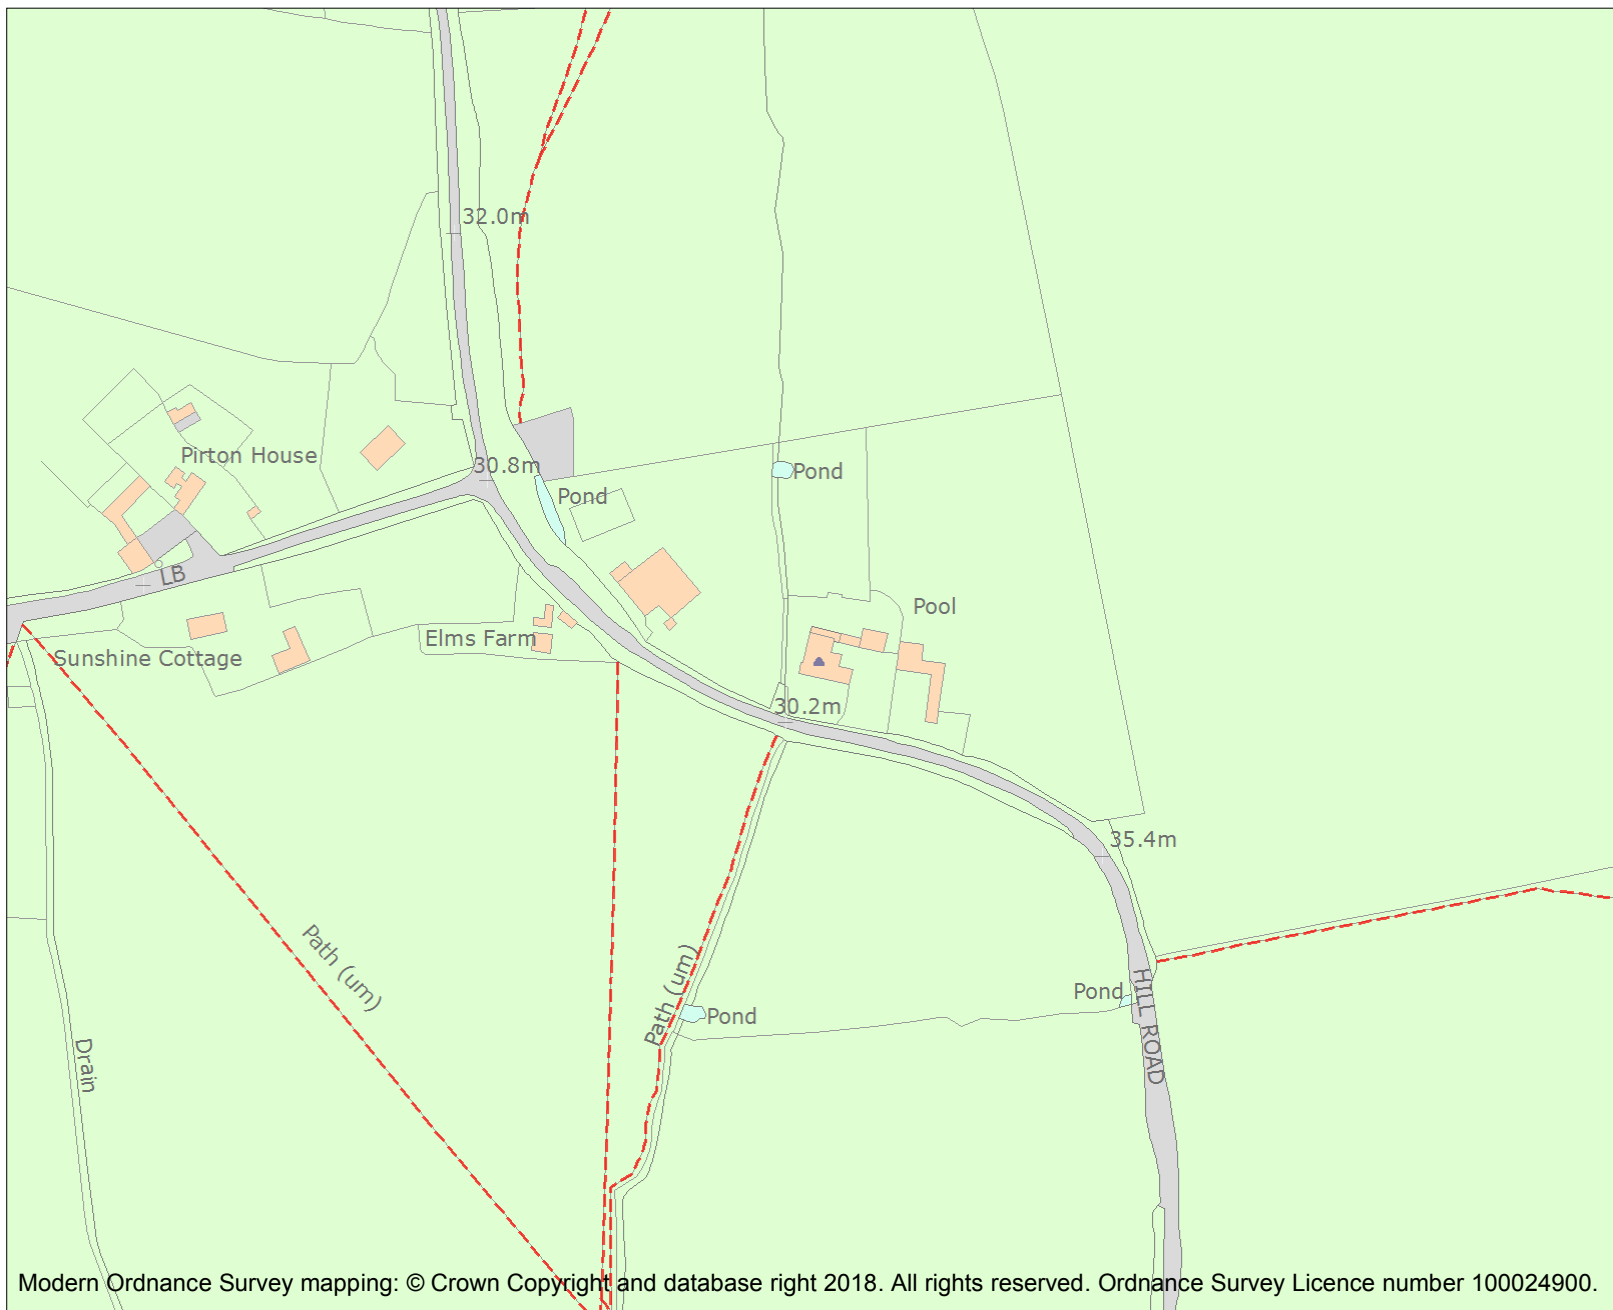 32.0m
Pirton House
30.8m
Pond
Pond
LB
Pool
Elms Farm
Sunshine Cottage
30.2m
35.4m
Path (um)
Path (um)
Pond
Pond
HILL ROAD
Drain
Modern Ordnance Survey mapping: © Crown Copyright and database right 2018. All rights reserved. Ordnance Survey Licence number 100024900.